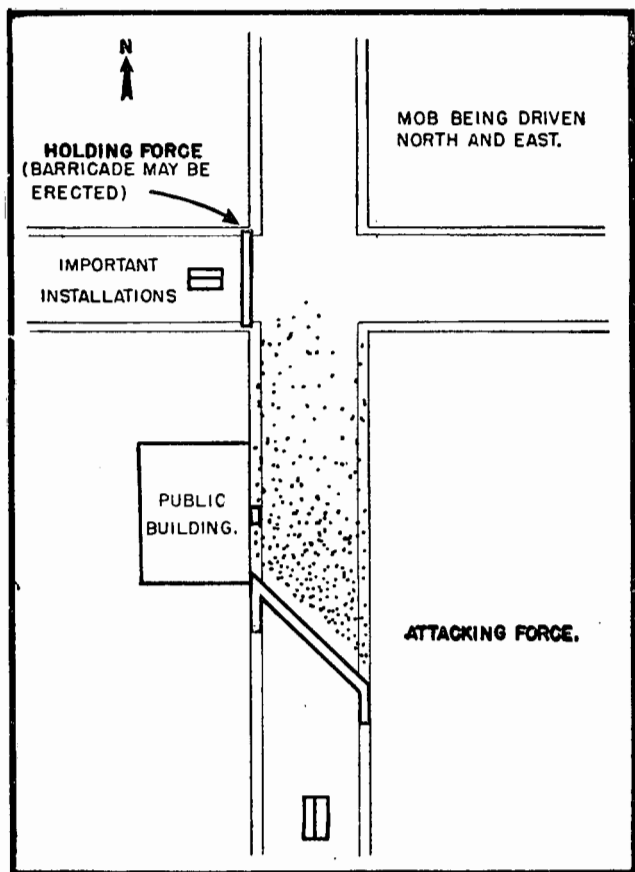 N
MOB BEING DRIVEN
NORTH AND EAST.
HOLDING FORCE
(BARRICADE MAY BE
ERECTED)
IMPORTANT
INSTALLATIONS
PUBLIC
BUILDING.
ATTACKING FORCE.